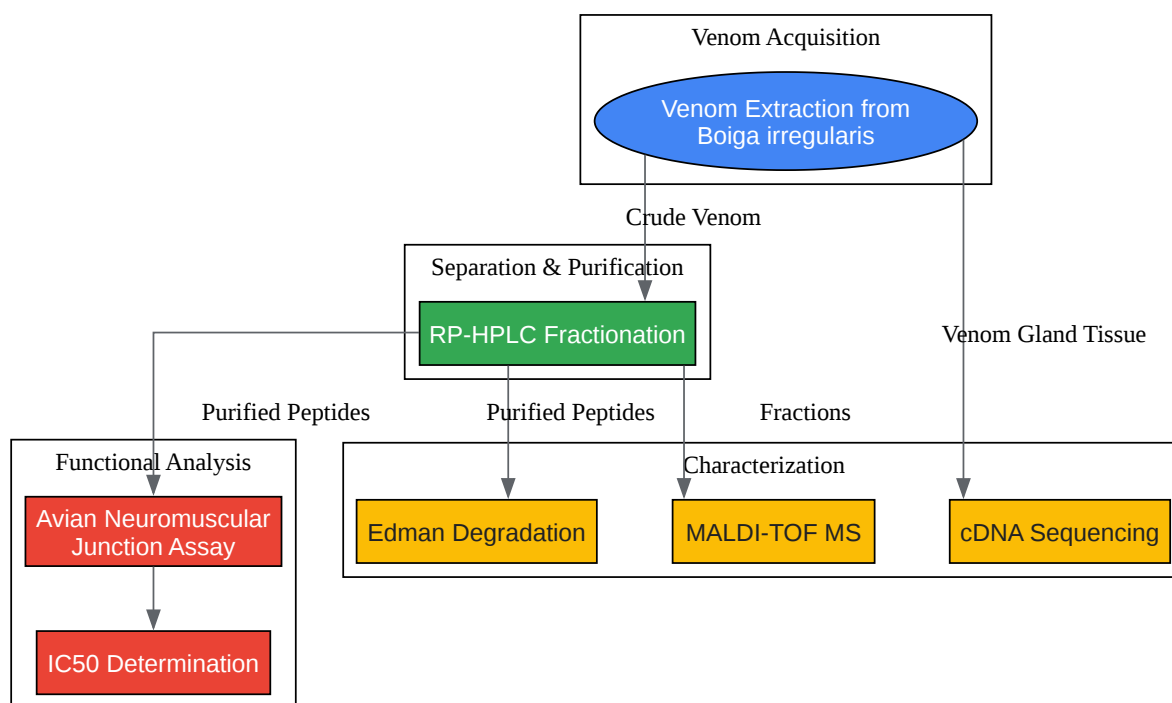 Venom Acquisition
Venom Extraction from
Boiga irregularis
Crude Venom
Separation & Purification
RP-HPLC Fractionation
Venom Gland Tissue
Purified Peptides
Purified Peptides
Fractions
Functional Analysis
Characterization
Avian Neuromuscular
Junction Assay
Edman Degradation
MALDI-TOF MS
cDNA Sequencing
IC50 Determination